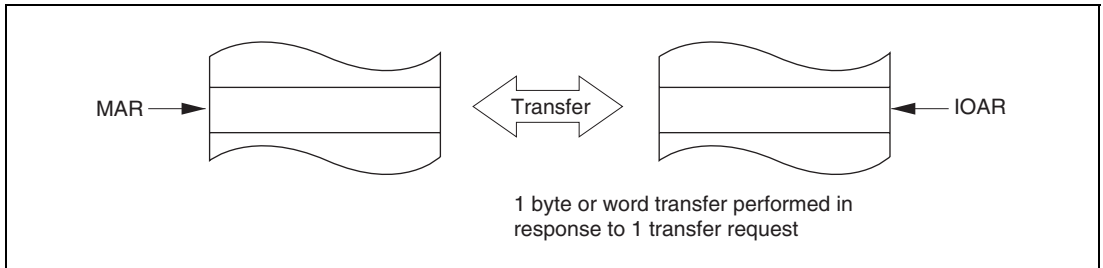 MAR
Transfer
IOAR
1 byte or word transfer performed in
response to 1 transfer request